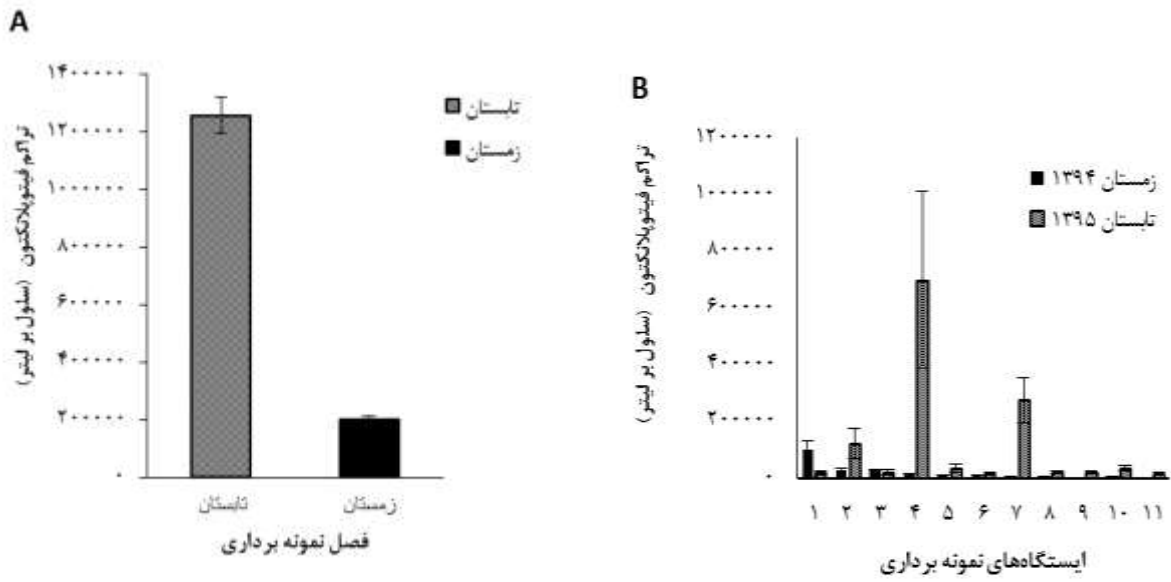 A
۱۴۰۰۰۰۰
۱۲۰۰۰۰۰
۱۰۰۰۰۰۰
۸۰۰۰۰۰
۶۰۰۰۰۰
۴۰۰۰۰۰
۲۰۰۰۰۰
۰
تراکم فیتوپلانکتون (سلول بر لیتر)
تابستان
زمستان
تابستان زمستان
فصل نمونه برداری
B
۱۲۰۰۰۰۰
۱۰۰۰۰۰۰
۸۰۰۰۰۰
۶۰۰۰۰۰
۴۰۰۰۰۰
۲۰۰۰۰۰
۰
تراکم فیتوپلانکتون (سلول بر لیتر)
زمستان ۱۳۹۴
تابستان ۱۳۹۵
۱ ۲ ۳ ۴ ۵ ۶ ۷ ۸ ۹ ۱۰ ۱۱
ایستگاه‌های نمونه برداری